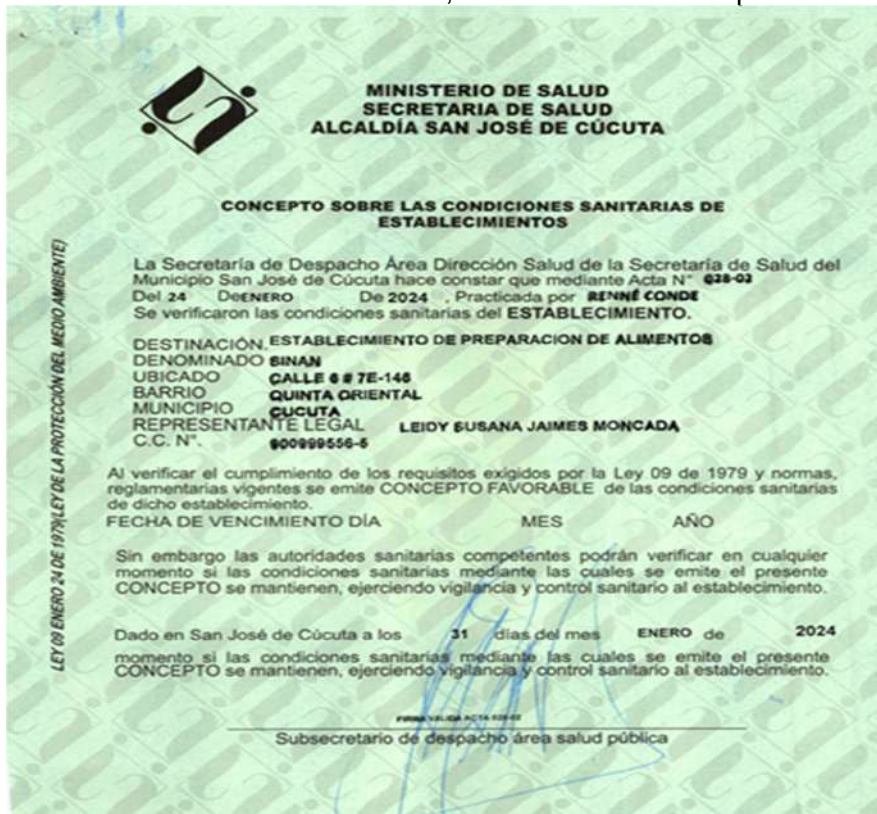 MINISTERIO DE SALUD
SECRETARIA DE SALUD
ALCALDÍA SAN JOSÉ DE CÚCUTA
CONCEPTO SOBRE LAS CONDICIONES SANITARIAS DE
ESTABLECIMIENTOS
La Secretaría de Despacho Área Dirección Salud de la Secretaría de Salud del
Municipio San José de Cúcuta hace constar que mediante Acta N° 028-02
Del 24 De ENERO De 2024 , Practicada por RENNÉ CONDE
Se verificaron las condiciones sanitarias del ESTABLECIMIENTO.
DESTINACIÓN. ESTABLECIMIENTO DE PREPARACION DE ALIMENTOS
DENOMINADO SINAN
UBICADO CALLE 6 # 7E-146
BARRIO QUINTA ORIENTAL
MUNICIPIO CUCUTA
REPRESENTANTE LEGAL LEIDY SUSANA JAIMES MONCADA
C.C. N°. 900999556-5
Al verificar el cumplimiento de los requisitos exigidos por la Ley 09 de 1979 y normas,
reglamentarias vigentes se emite CONCEPTO FAVORABLE de las condiciones sanitarias
de dicho establecimiento.
FECHA DE VENCIMIENTO DÍA MES AÑO
Sin embargo las autoridades sanitarias competentes podrán verificar en cualquier
momento si las condiciones sanitarias mediante las cuales se emite el presente
CONCEPTO se mantienen, ejerciendo vigilancia y control sanitario al establecimiento.
Dado en San José de Cúcuta a los 31 días del mes ENERO de 2024
momento si las condiciones sanitarias mediante las cuales se emite el presente
CONCEPTO se mantienen, ejerciendo vigilancia y control sanitario al establecimiento.
FIRMA VALIDA ACTA 028-02
Subsecretario de despacho área salud pública
LEY 09 ENERO 24 DE 1979(LEY DE LA PROTECCIÓN DEL MEDIO AMBIENTE)